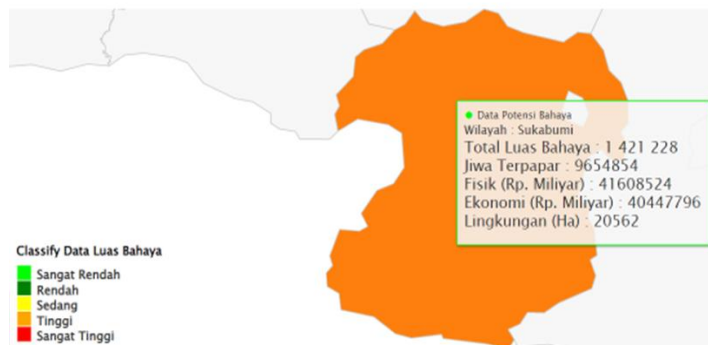 Data Potensi Bahaya
Wilayah : Sukabumi
Total Luas Bahaya : 1 421 228
Jiwa Terpapar : 9654854
Fisik (Rp. Miliyar) : 41608524
Ekonomi (Rp. Miliyar) : 40447796
Lingkungan (Ha) : 20562
Classify Data Luas Bahaya
Sangat Rendah
Rendah
Sedang
Tinggi
Sangat Tinggi